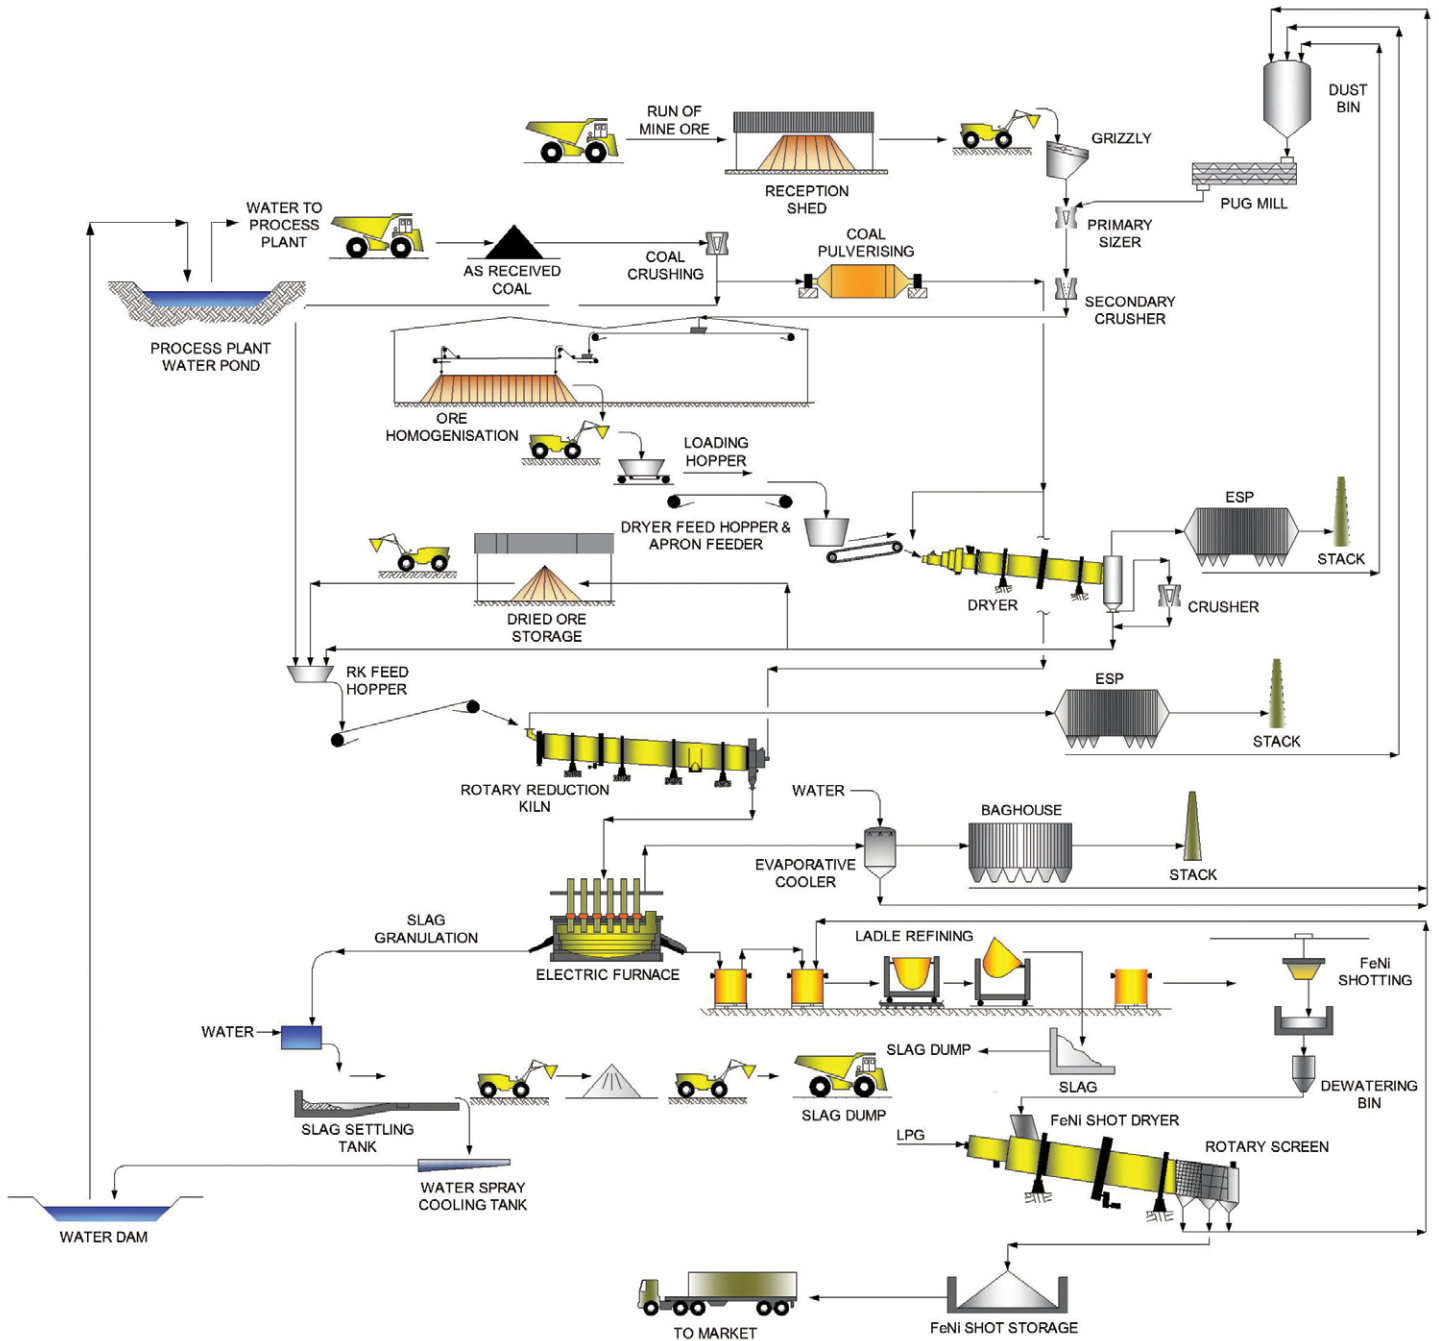 DUST
BIN
RUN OF
MINE ORE
GRIZZLY
RECEPTION
SHED
PUG MILL
WATER TO
PROCESS
PLANT
PRIMARY
SIZER
COAL
PULVERISING
COAL
CRUSHING
AS RECEIVED
COAL
SECONDARY
CRUSHER
PROCESS PLANT
WATER POND
ORE
HOMOGENISATION
LOADING
HOPPER
ESP
DRYER FEED HOPPER &
APRON FEEDER
STACK
DRYER
CRUSHER
DRIED ORE
STORAGE
RK FEED
HOPPER
ESP
STACK
ROTARY REDUCTION
KILN
WATER
BAGHOUSE
EVAPORATIVE
COOLER
STACK
SLAG
GRANULATION
LADLE REFINING
ELECTRIC FURNACE
FeNi
SHOTTING
WATER
SLAG DUMP
SLAG
DEWATERING
BIN
SLAG DUMP
SLAG SETTLING
TANK
FeNi SHOT DRYER
LPG
ROTARY SCREEN
WATER SPRAY
COOLING TANK
WATER DAM
TO MARKET
FeNi SHOT STORAGE